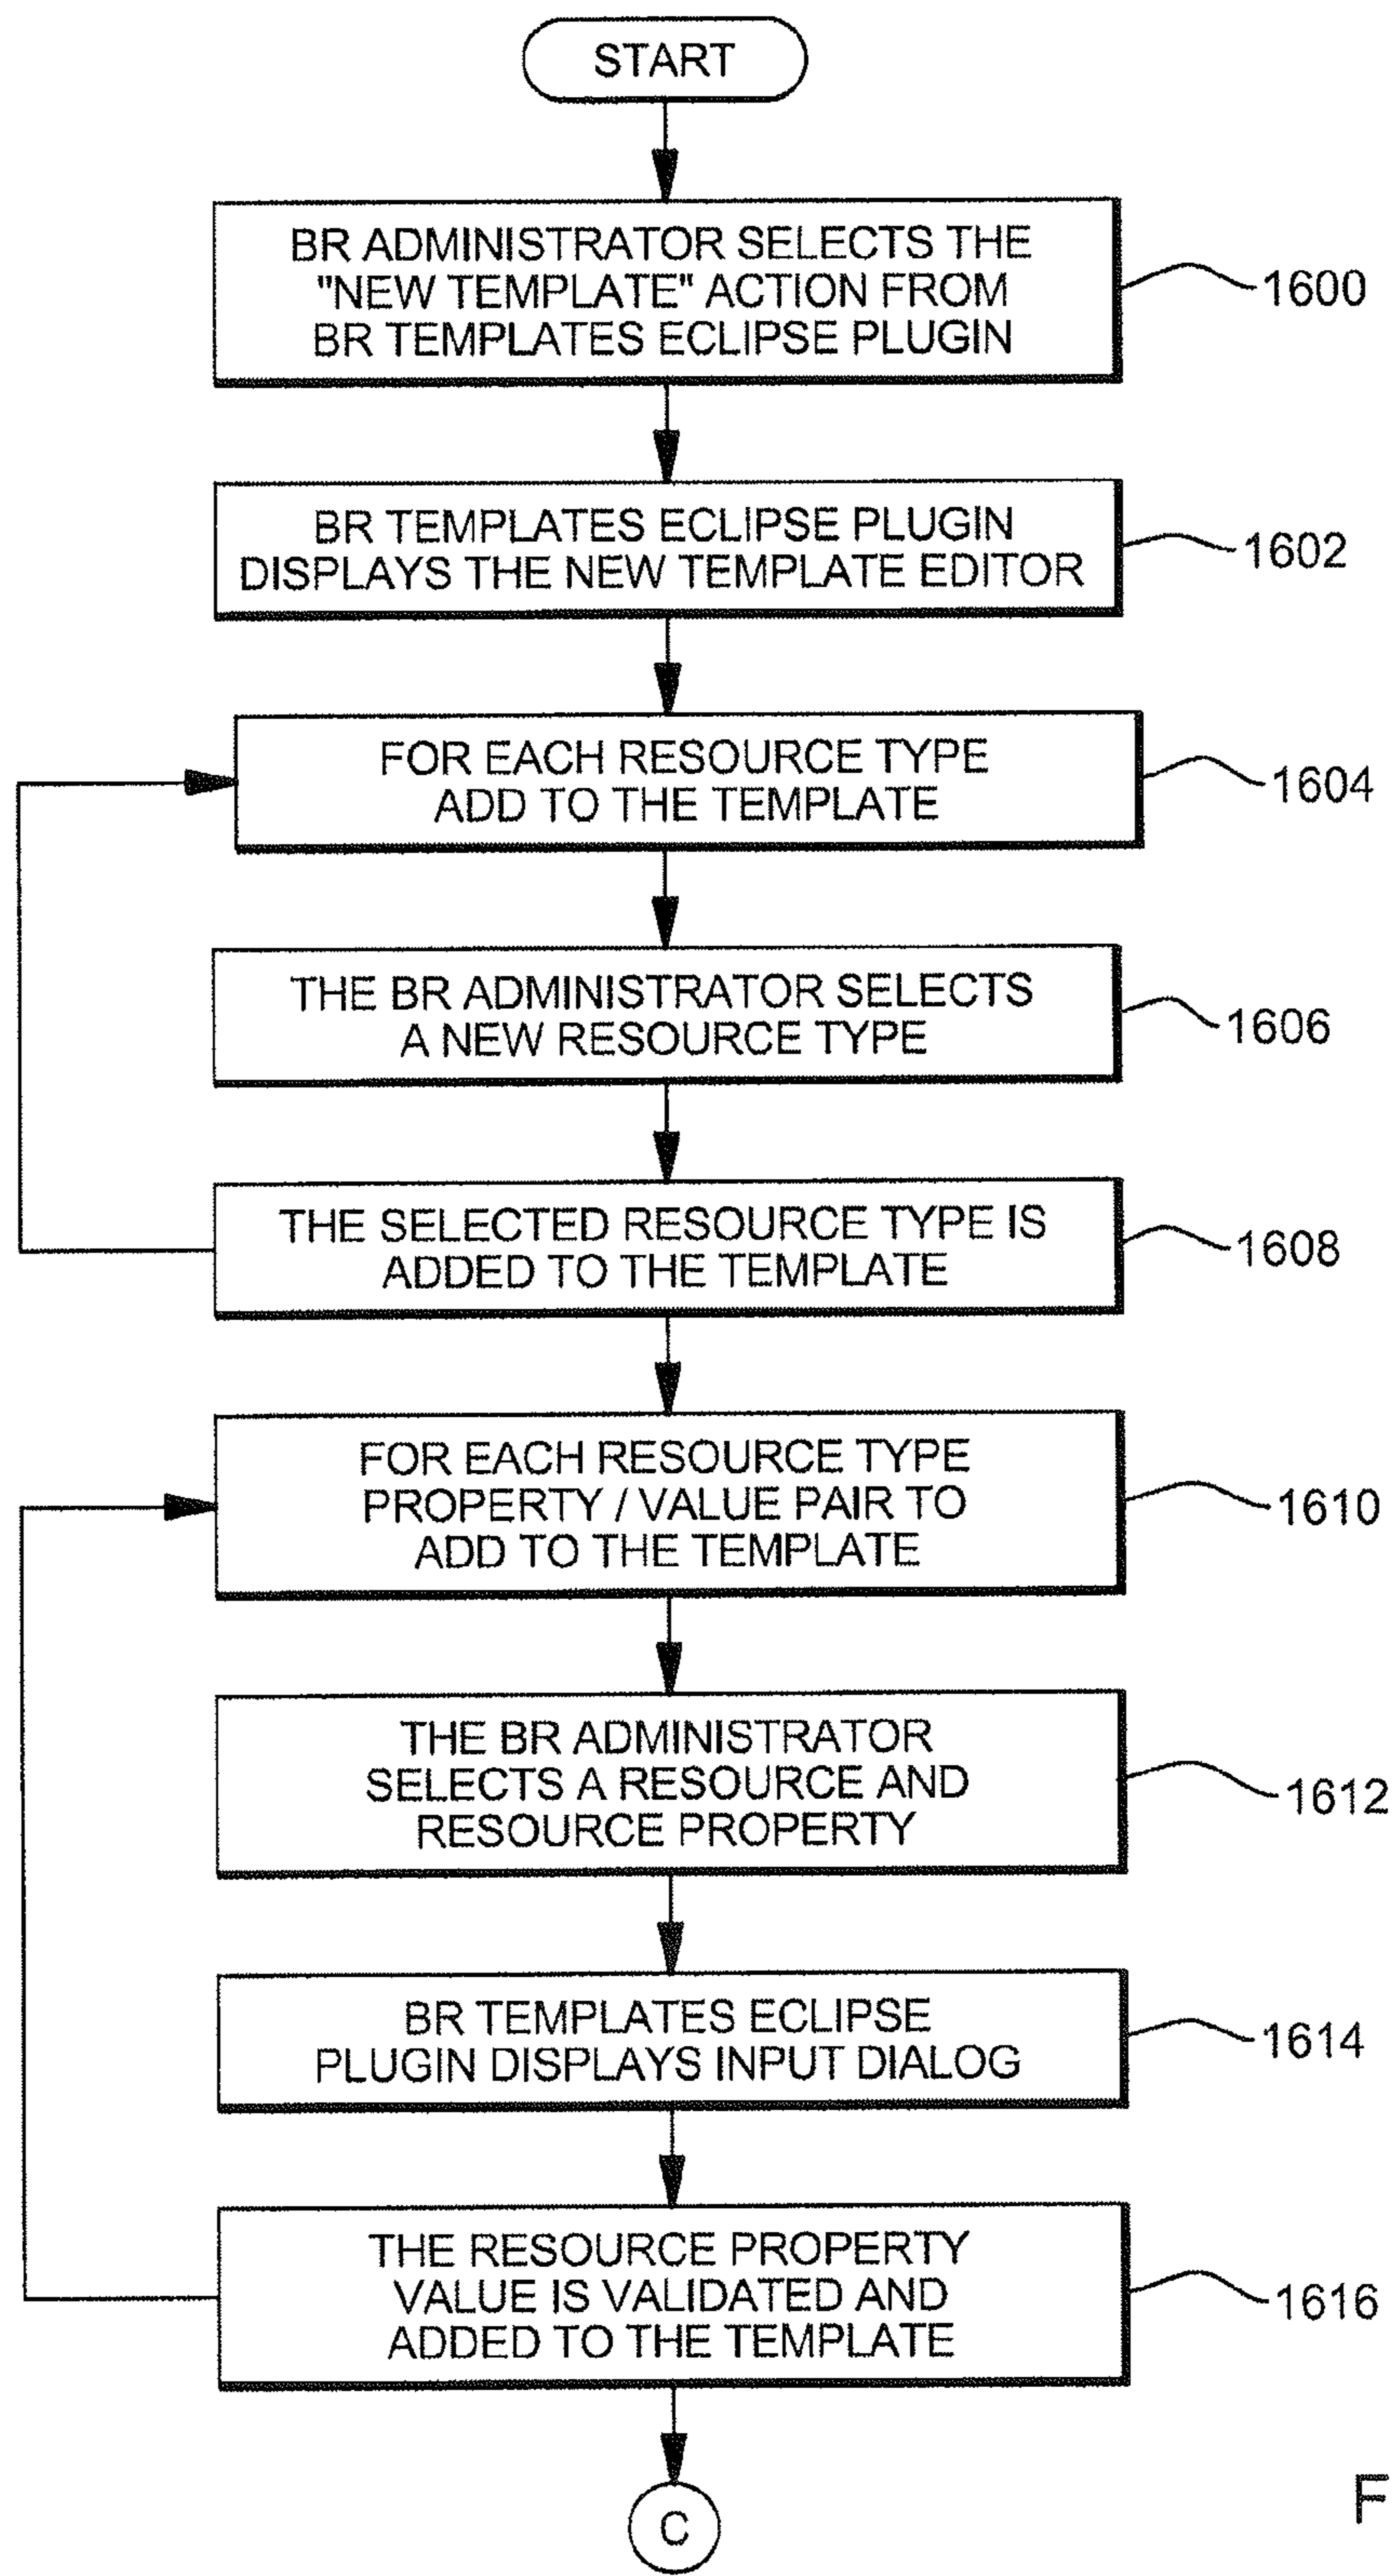 START
BR ADMINISTRATOR SELECTS THE
"NEW TEMPLATE" ACTION FROM
BR TEMPLATES ECLIPSE PLUGIN
1600
BR TEMPLATES ECLIPSE PLUGIN
DISPLAYS THE NEW TEMPLATE EDITOR
1602
FOR EACH RESOURCE TYPE
ADD TO THE TEMPLATE
1604
THE BR ADMINISTRATOR SELECTS
A NEW RESOURCE TYPE
1606
THE SELECTED RESOURCE TYPE IS
ADDED TO THE TEMPLATE
1608
FOR EACH RESOURCE TYPE
PROPERTY / VALUE PAIR TO
ADD TO THE TEMPLATE
1610
THE BR ADMINISTRATOR
SELECTS A RESOURCE AND
RESOURCE PROPERTY
1612
BR TEMPLATES ECLIPSE
PLUGIN DISPLAYS INPUT DIALOG
1614
THE RESOURCE PROPERTY
VALUE IS VALIDATED AND
ADDED TO THE TEMPLATE
1616
C
F